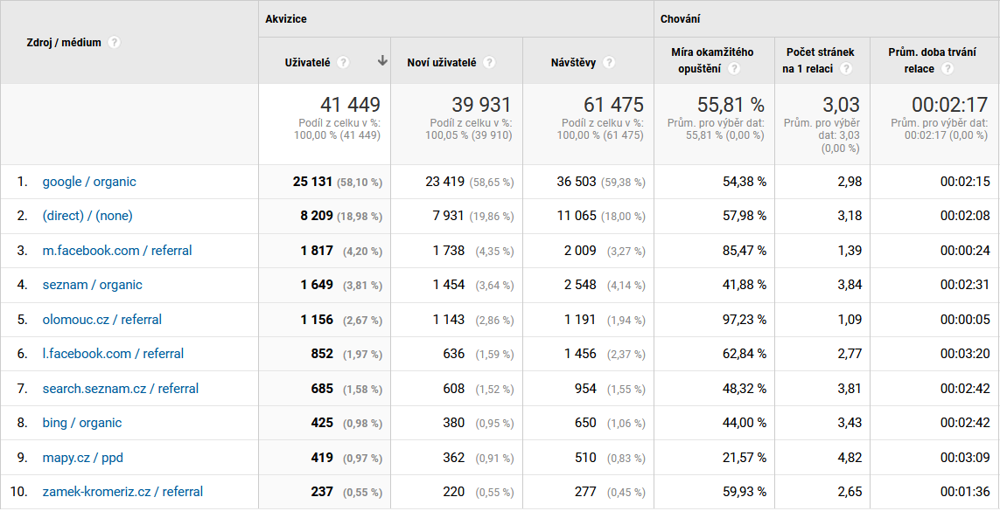 Zdroj / médium ?
Akvizice
Chování
Uživatelé ?
Noví uživatelé ?
Návštěvy ?
Míra okamžitého
opuštění ?
Počet stránek
na 1 relaci ?
Prům. doba trvání
relace ?
41 449
Podíl z celku v %:
100,00 % (41 449)
39 931
Podíl z celku v %:
100,05 % (39 910)
61 475
Podíl z celku v %:
100,00 % (61 475)
55,81 %
Prům. pro výběr dat:
55,81 % (0,00 %)
3,03
Prům. pro výběr
dat: 3,03
(0,00 %)
00:02:17
Prům. pro výběr dat:
00:02:17 (0,00 %)
1. google / organic 25 131 (58,10 %) 23 419 (58,65 %) 36 503 (59,38 %) 54,38 % 2,98 00:02:15
2. (direct) / (none) 8 209 (18,98 %) 7 931 (19,86 %) 11 065 (18,00 %) 57,98 % 3,18 00:02:08
3. m.facebook.com / referral 1 817 (4,20 %) 1 738 (4,35 %) 2 009 (3,27 %) 85,47 % 1,39 00:00:24
4. seznam / organic 1 649 (3,81 %) 1 454 (3,64 %) 2 548 (4,14 %) 41,88 % 3,84 00:02:31
5. olomouc.cz / referral 1 156 (2,67 %) 1 143 (2,86 %) 1 191 (1,94 %) 97,23 % 1,09 00:00:05
6. l.facebook.com / referral 852 (1,97 %) 636 (1,59 %) 1 456 (2,37 %) 62,84 % 2,77 00:03:20
7. search.seznam.cz / referral 685 (1,58 %) 608 (1,52 %) 954 (1,55 %) 48,32 % 3,81 00:02:42
8. bing / organic 425 (0,98 %) 380 (0,95 %) 650 (1,06 %) 44,00 % 3,43 00:02:42
9. mapy.cz / ppd 419 (0,97 %) 362 (0,91 %) 510 (0,83 %) 21,57 % 4,82 00:03:09
10. zamek-kromeriz.cz / referral 237 (0,55 %) 220 (0,55 %) 277 (0,45 %) 59,93 % 2,65 00:01:36